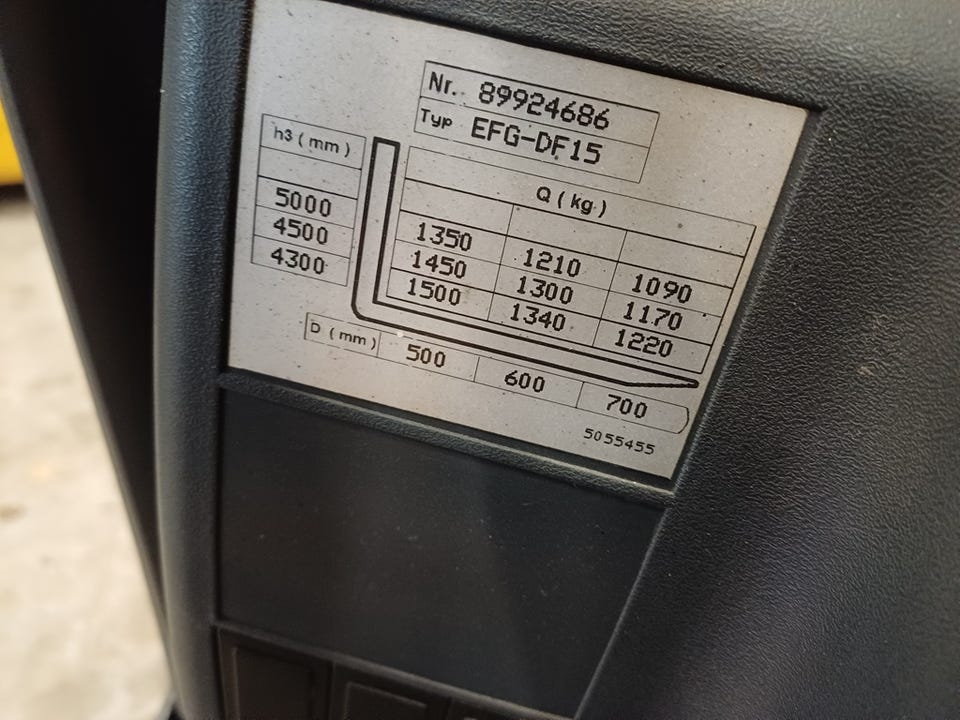 Nr. 89924686
Typ EFG-DF15
h3 (mm) Q (kg)
5000 1350 1210 1090
4500 1450 1300 1170
4300 1500 1340 1220
D (mm) 500 600 700
5055455